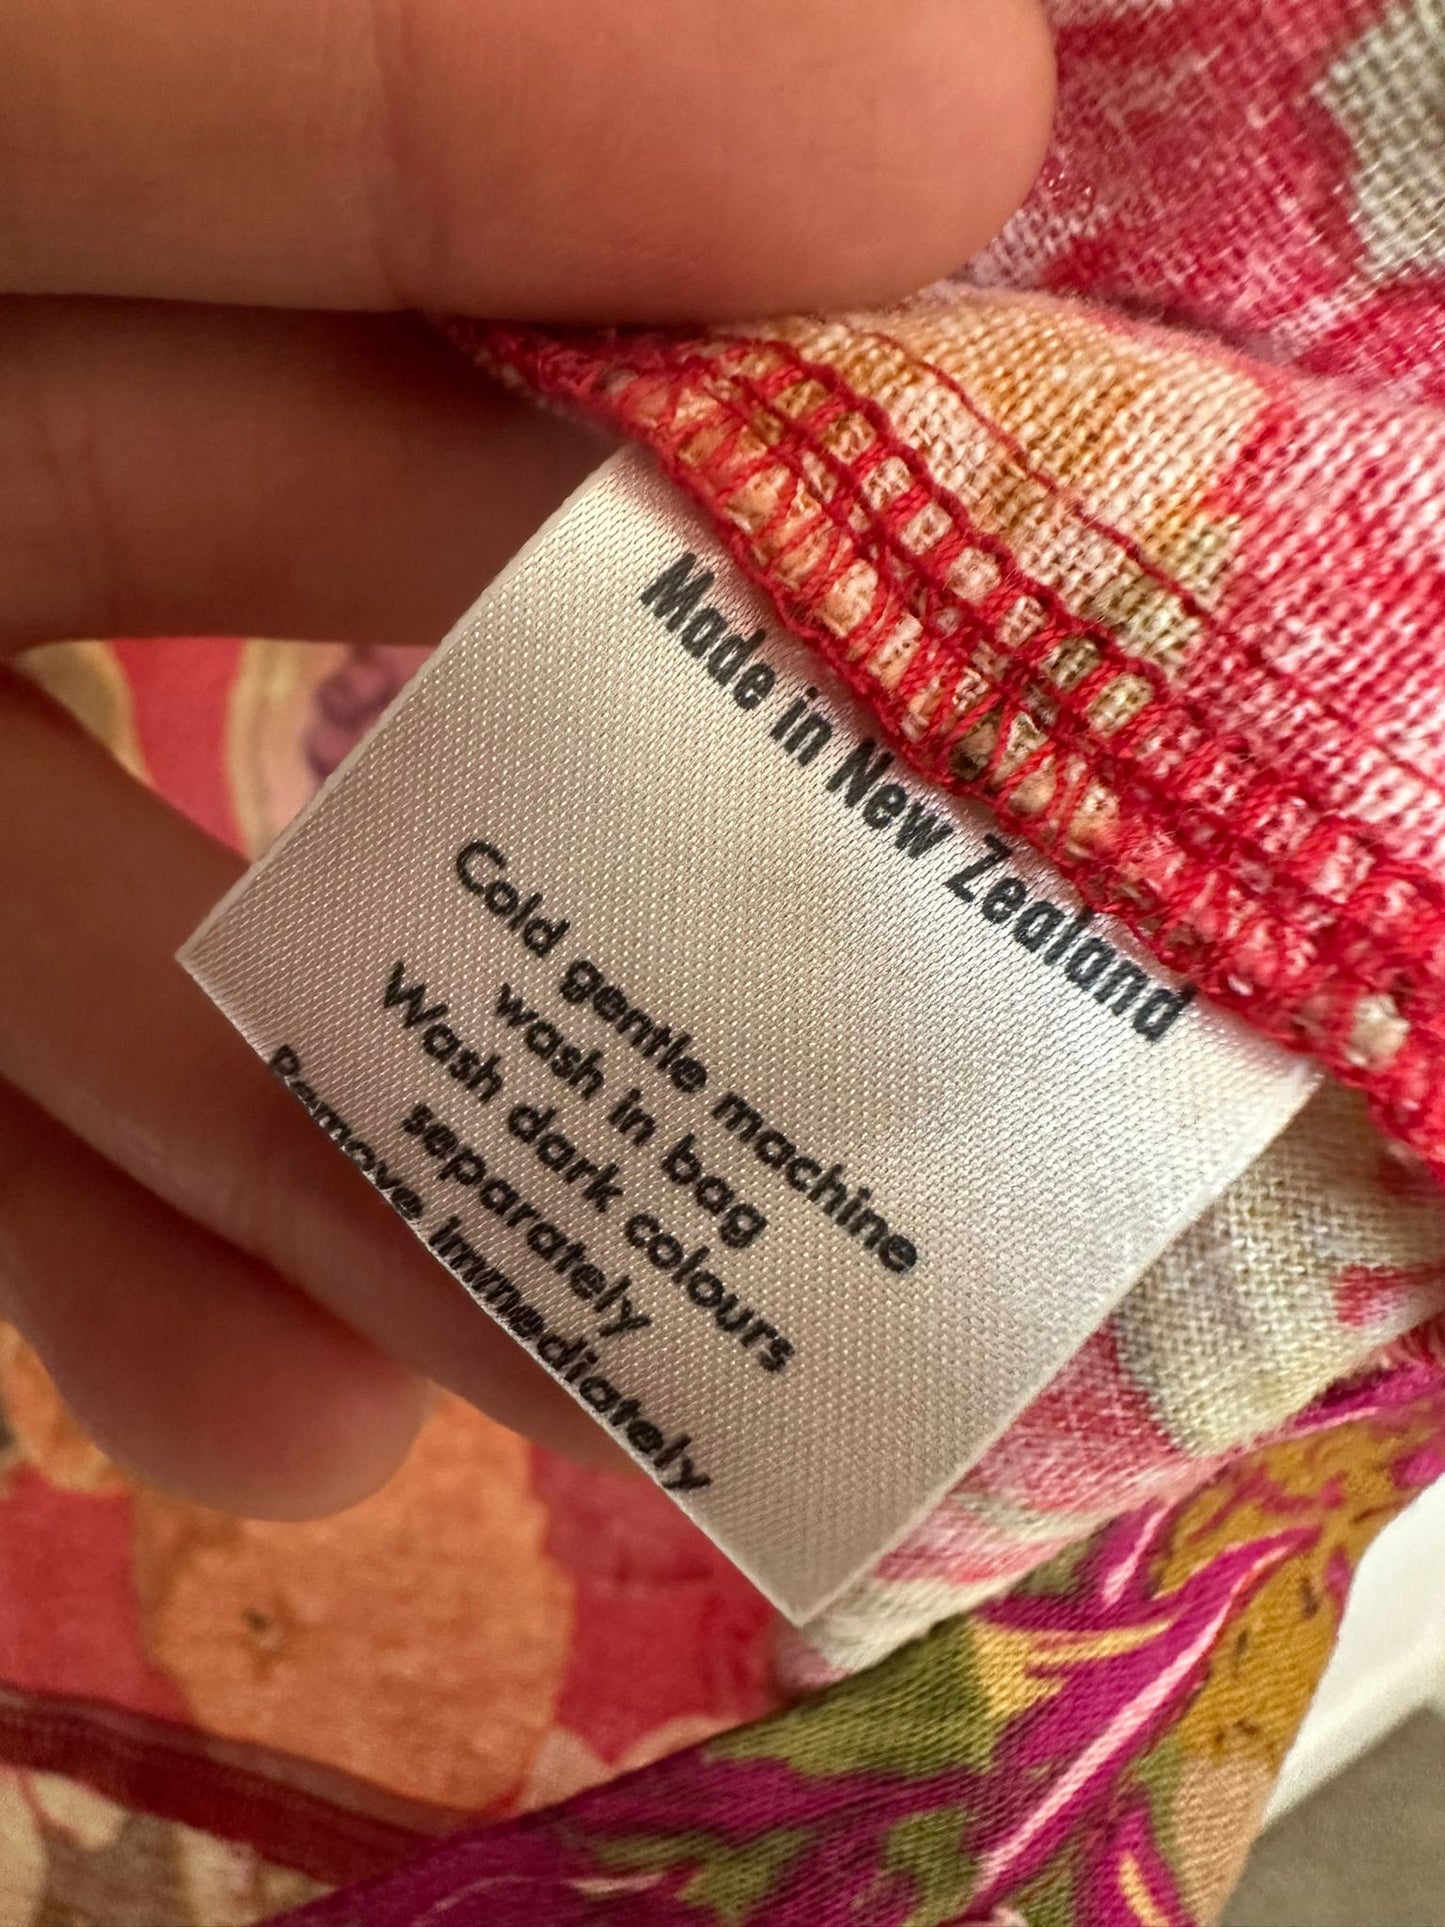 Made in New Zealand
Cold gentle machine
wash in bag
Wash dark colours
separately
Remove immediately